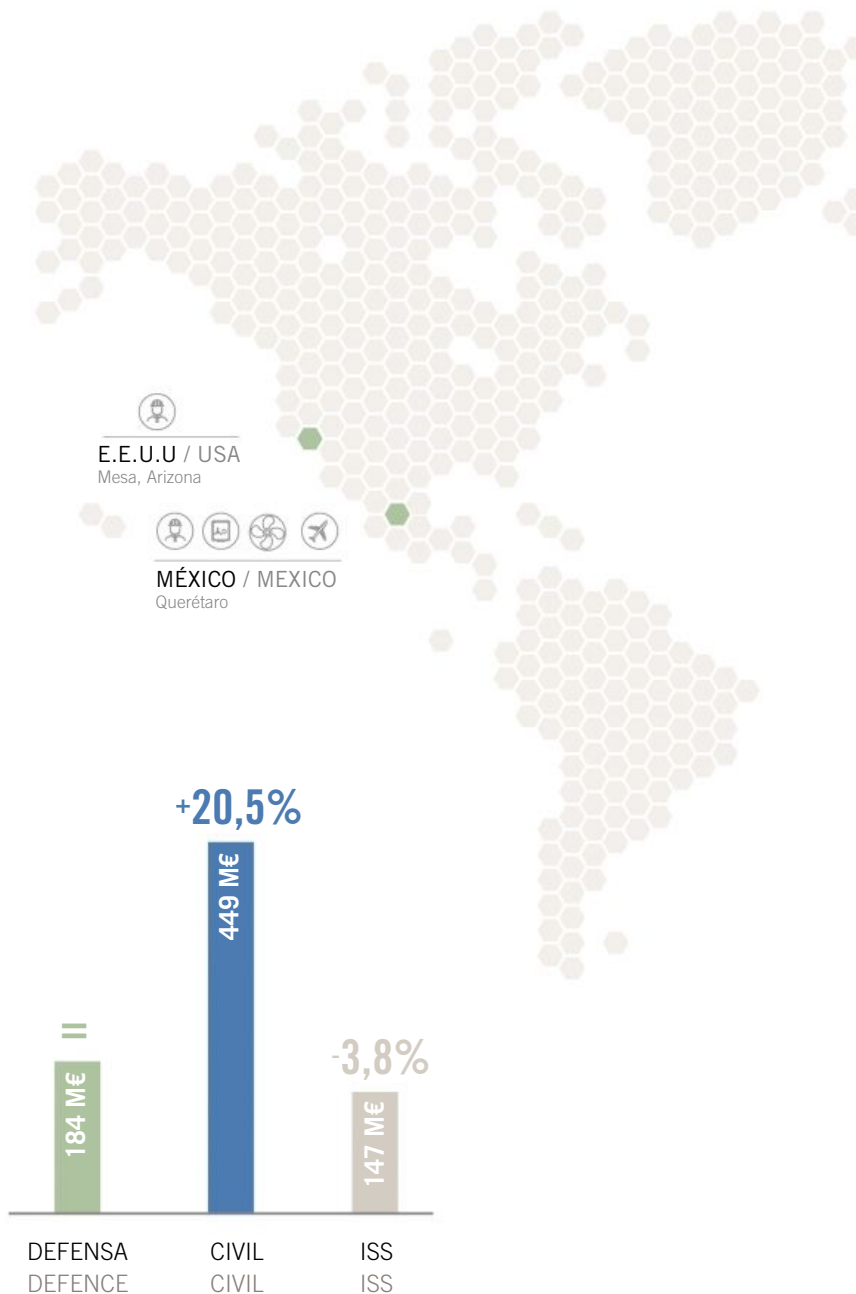 E.E.U.U / USA
Mesa, Arizona
MÉXICO / MEXICO
Querétaro
+20,5%
449 M€
=
184 M€
-3,8%
147 M€
DEFENSA
DEFENCE
CIVIL
CIVIL
ISS
ISS